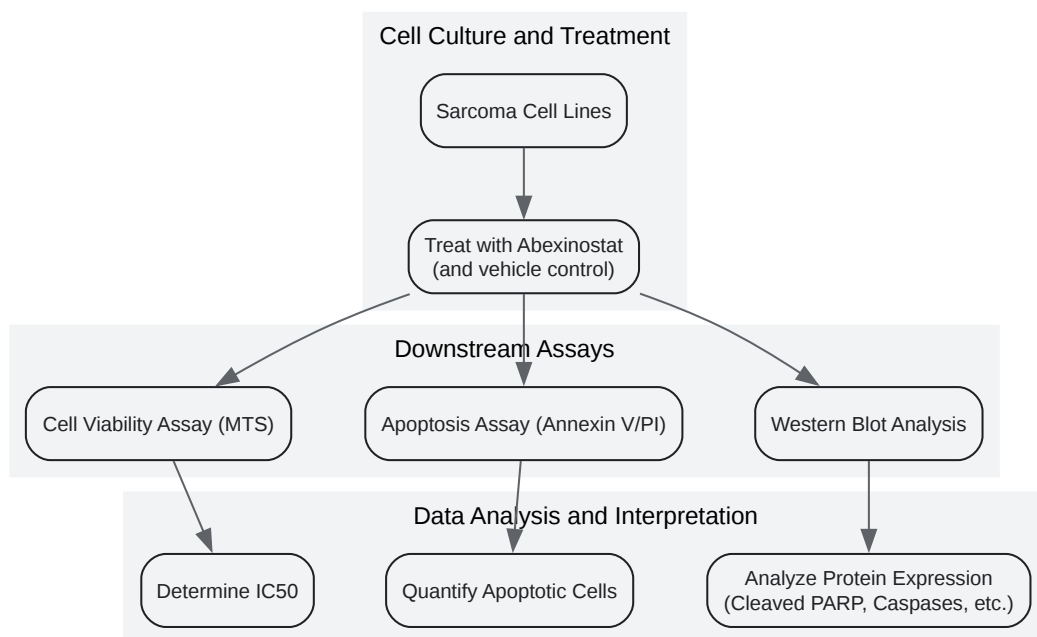 Cell Culture and Treatment
Sarcoma Cell Lines
Treat with Abexinostat
(and vehicle control)
Downstream Assays
Cell Viability Assay (MTS)
Apoptosis Assay (Annexin V/PI)
Western Blot Analysis
Data Analysis and Interpretation
Determine IC50
Quantify Apoptotic Cells
Analyze Protein Expression
(Cleaved PARP, Caspases, etc.)